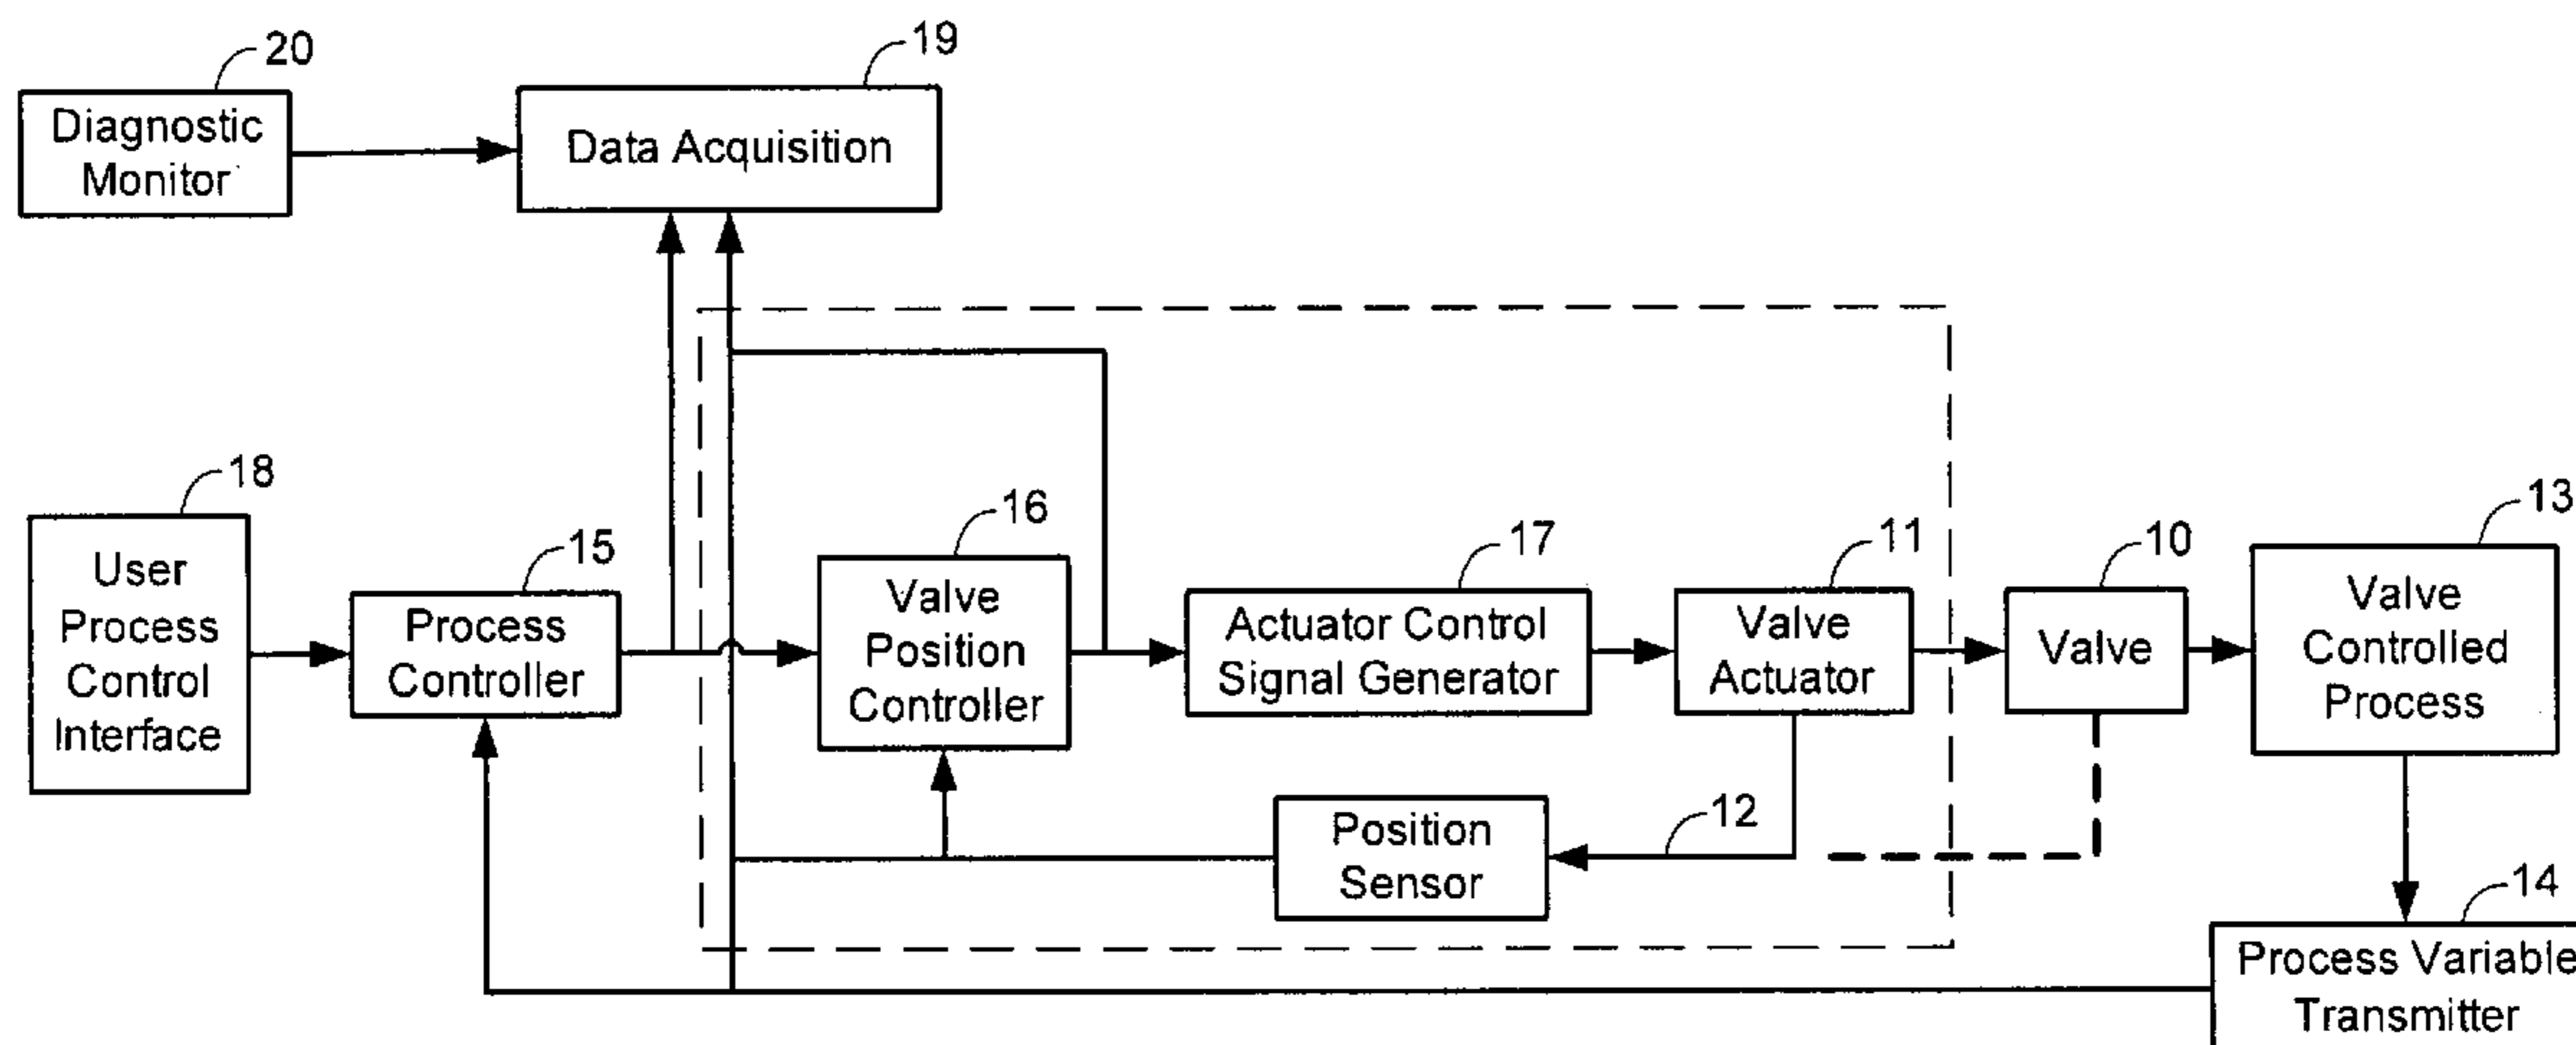 20
Diagnostic
Monitor
19
Data Acquisition
18
User
Process
Control
Interface
15
Process
Controller
16
Valve
Position
Controller
17
Actuator Control
Signal Generator
11
Valve
Actuator
10
Valve
13
Valve
Controlled
Process
Position
Sensor
12
14
Process Variable
Transmitter